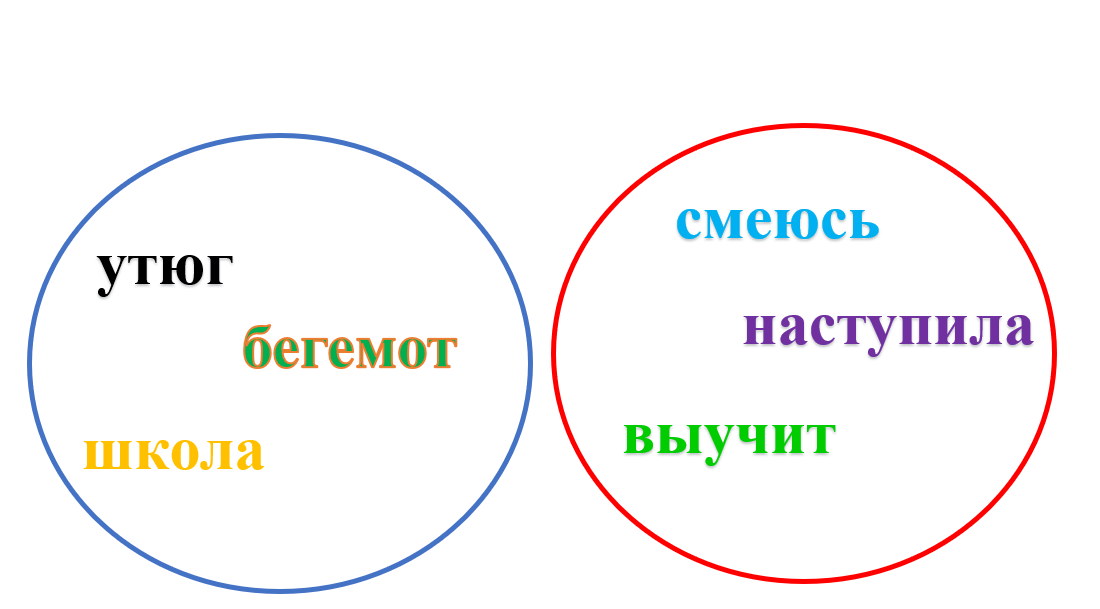 утюг
бегемот
школа
смеюсь
наступила
выучит